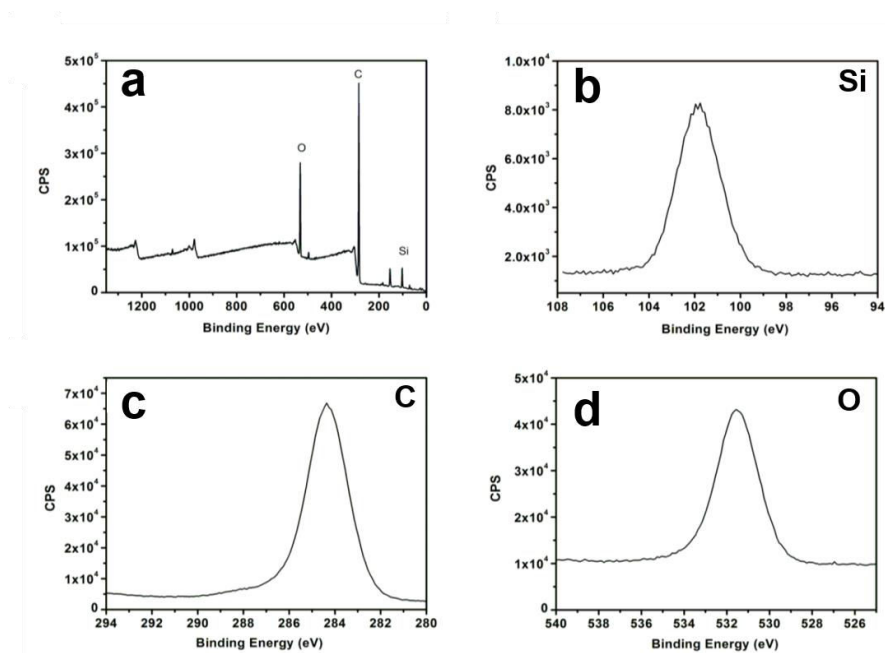 a
C
O
Si
5x10⁵
4x10⁵
3x10⁵
2x10⁵
1x10⁵
0
CPS
1200 1000 800 600 400 200 0
Binding Energy (eV)
b
Si
1.0x10⁴
8.0x10³
6.0x10³
4.0x10³
2.0x10³
CPS
108 106 104 102 100 98 96 94
Binding Energy (eV)
c
C
7x10⁴
6x10⁴
5x10⁴
4x10⁴
3x10⁴
2x10⁴
1x10⁴
0
CPS
294 292 290 288 286 284 282 280
Binding Energy (eV)
d
O
5x10⁴
4x10⁴
3x10⁴
2x10⁴
1x10⁴
0
CPS
540 538 536 534 532 530 528 526
Binding Energy (eV)